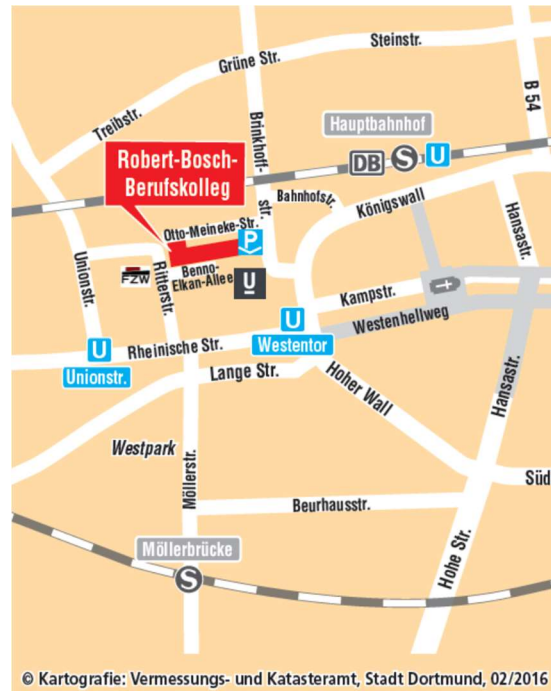 Steinstr.
Grüne Str.
B 54
Treibstr.
Brinkhoff-
str.
Hauptbahnhof
DB
S
U
Robert-Bosch-
Berufskolleg
Bahnhofstr.
Königswall
Otto-Meineke-Str.
P
Hansastr.
Unionstr.
FZW
Ritterstr.
Benno-
Elkan-Allee
U
Kampstr.
U
Westentor
Westenhellweg
U
Unionstr.
Rheinische Str.
Lange Str.
Hoher Wall
Hansastr.
Westpark
Möllerstr.
Süd
Beurhausstr.
Hohe Str.
Möllerbrücke
S
© Kartografie: Vermessungs- und Katasteramt, Stadt Dortmund, 02/2016